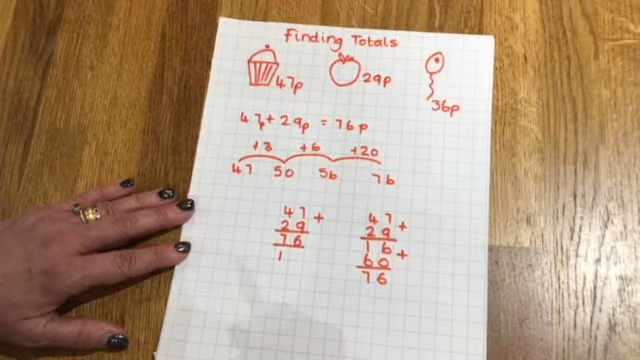 Finding Totals
47p 29p 36p
47p + 29p = 76p
+3 +6 +20
47 50 56 76
47 + 47 +
29 29
76 16 +
1 60
76